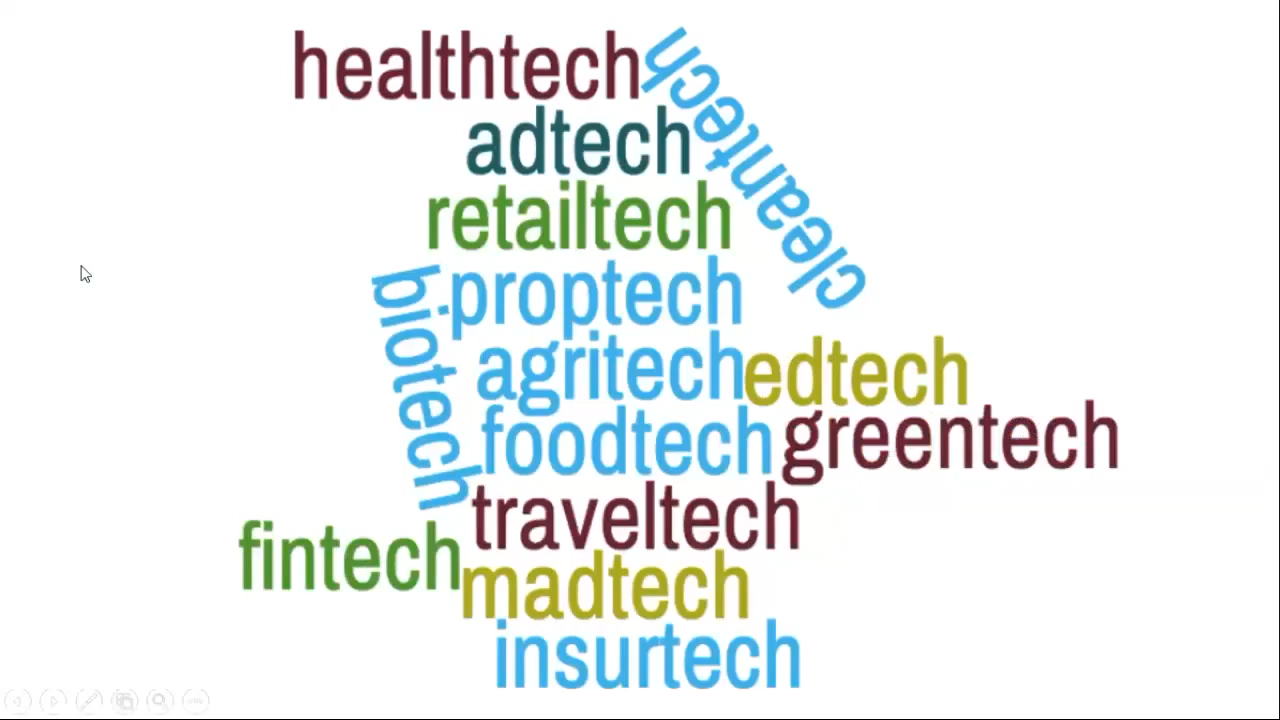 healthtech
cleantech
adtech
retailtech
biotech
proptech
agritech
edtech
foodtech
greentech
traveltech
fintech
madtech
insurtech